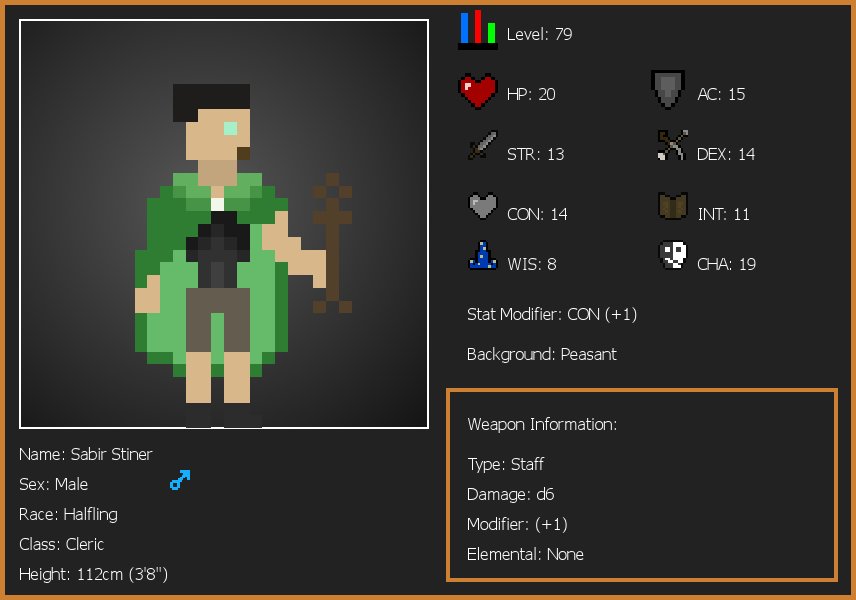 Level: 79
HP: 20
AC: 15
STR: 13
DEX: 14
CON: 14
INT: 11
WIS: 8
CHA: 19
Stat Modifier: CON (+1)
Background: Peasant
Weapon Information:
Type: Staff
Damage: d6
Modifier: (+1)
Elemental: None
Name: Sabir Stiner
Sex: Male
Race: Halfling
Class: Cleric
Height: 112cm (3'8")